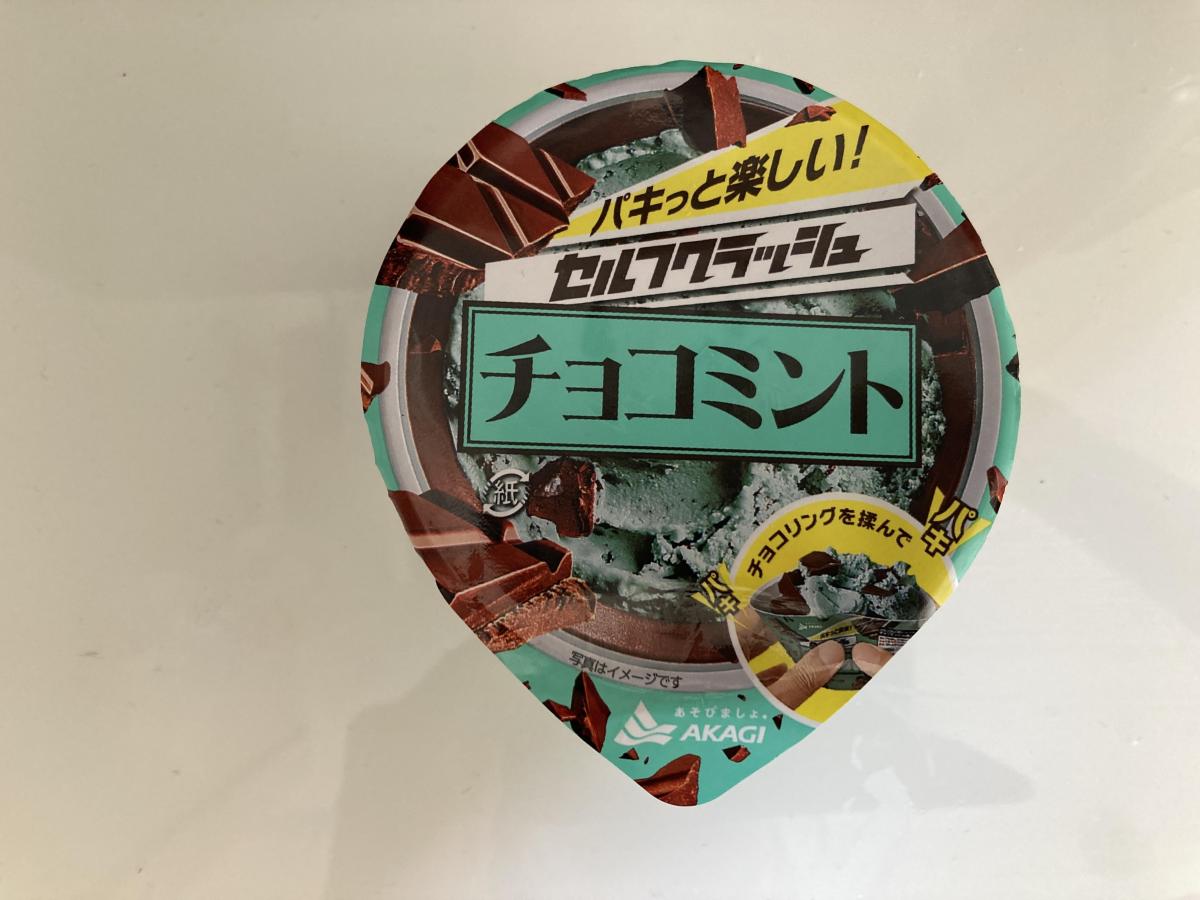 パキっと楽しい!
セルフクラッシュ
チョコミント
紙
チョコリングを揉んで
パキ
パキ
写真はイメージです
あそびましょ。
AKAGI